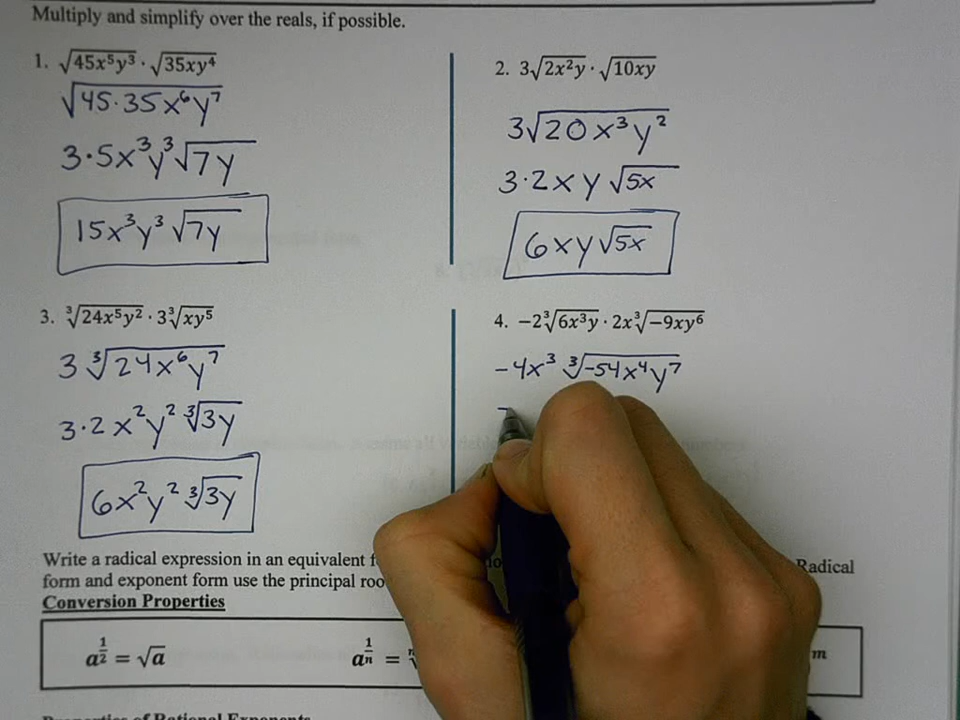 Multiply and simplify over the reals, if possible.
1. √(45x⁵y³) · √(35xy⁴)
√(45·35x⁶y⁷)
3·5x³y³√(7y)
15x³y³√(7y)
2. 3√(2x²y) · √(10xy)
3√(20x³y²)
3·2xy√(5x)
6xy√(5x)
3. ∛(24x⁵y²) · 3∛(xy⁵)
3∛(24x⁶y⁷)
3·2x²y²∛(3y)
6x²y²∛(3y)
4. −2∛(6x³y) · 2x∛(−9xy⁶)
-4x³ ∛(-54x⁴y⁷)
Write a radical expression in an equivalent
Radical
form and exponent form use the principal
Conversion Properties
a^(1/2) = √a
a^(1/n) =
m